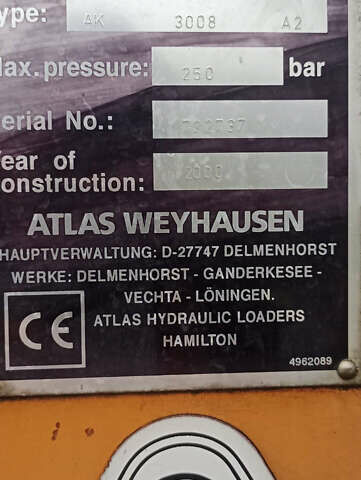 ype: AK 3008 A2
ax.pressure: 250 bar
erial No.:
ear of 2000
onstruction:
ATLAS WEYHAUSEN
HAUPTVERWALTUNG: D-27747 DELMENHORST
WERKE: DELMENHORST - GANDERKESEE -
VECHTA - LÖNINGEN.
CE ATLAS HYDRAULIC LOADERS
HAMILTON
4962089